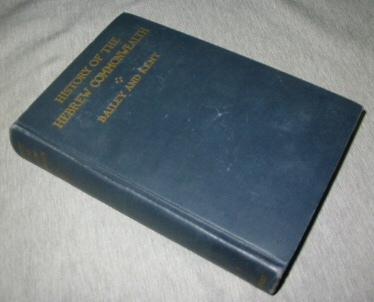 HISTORY OF THE
HEBREW COMMONWEALTH
BAILEY AND KENT